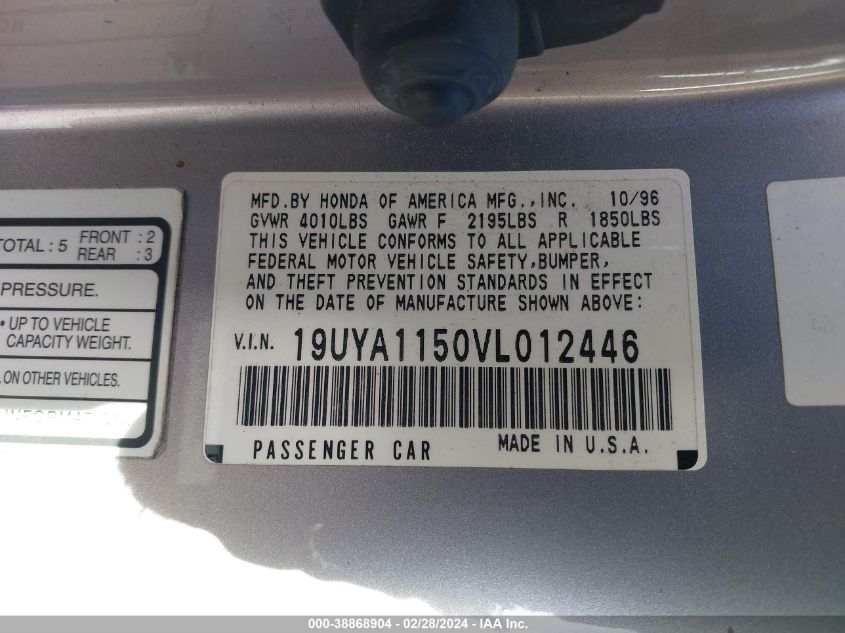 MFD.BY HONDA OF AMERICA MFG.,INC. 10/96
GVWR 4010LBS GAWR F 2195LBS R 1850LBS
THIS VEHICLE CONFORMS TO ALL APPLICABLE
FEDERAL MOTOR VEHICLE SAFETY,BUMPER,
AND THEFT PREVENTION STANDARDS IN EFFECT
ON THE DATE OF MANUFACTURE SHOWN ABOVE:
V.I.N. 19UYA1150VL012446
PASSENGER CAR MADE IN U.S.A.
TOTAL : 5 FRONT : 2
REAR : 3
PRESSURE.
• UP TO VEHICLE
CAPACITY WEIGHT.
ON OTHER VEHICLES.
000-38868904 - 02/28/2024 - IAA Inc.